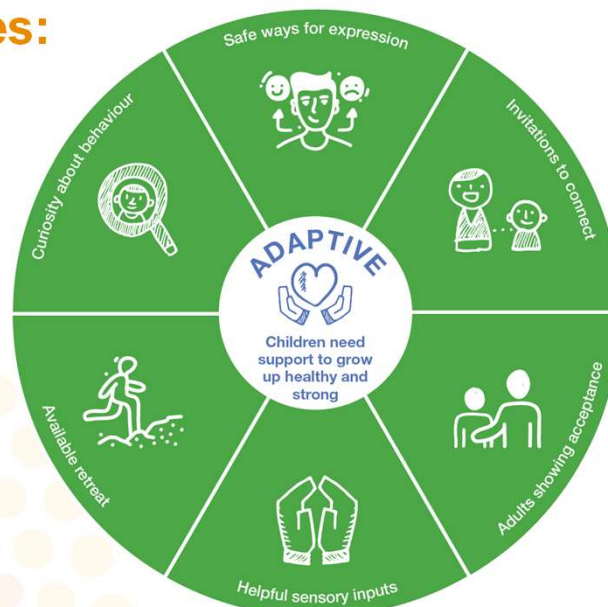 es:
Safe ways for expression
Invitations to connect
Adults showing acceptance
Helpful sensory inputs
Available retreat
Curiosity about behaviour
ADAPTIVE
Children need
support to grow
up healthy and
strong